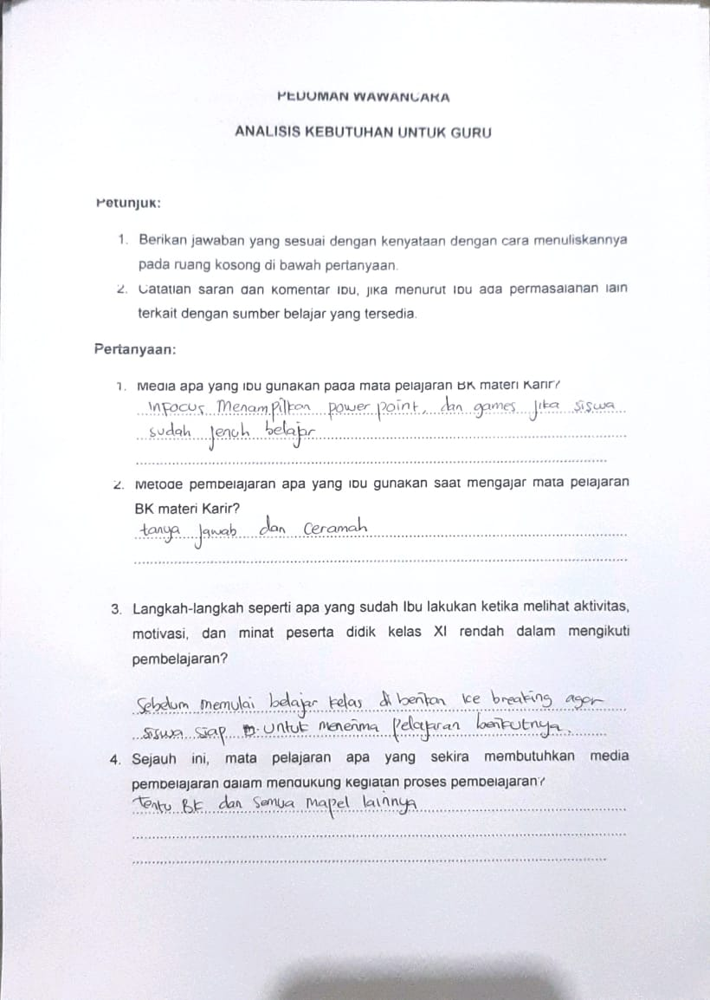 PEDOMAN WAWANCARA
ANALISIS KEBUTUHAN UNTUK GURU
Petunjuk:
1. Berikan jawaban yang sesuai dengan kenyataan dengan cara menuliskannya
pada ruang kosong di bawah pertanyaan.
2. Catatlah saran dan komentar Ibu, jika menurut Ibu ada permasalahan lain
terkait dengan sumber belajar yang tersedia.
Pertanyaan:
1. Media apa yang Ibu gunakan pada mata pelajaran BK materi Karir?
infocus menampilkan power point, dan games jika siswa
sudah jenuh belajar
2. Metode pembelajaran apa yang Ibu gunakan saat mengajar mata pelajaran
BK materi Karir?
tanya jawab dan ceramah
3. Langkah-langkah seperti apa yang sudah Ibu lakukan ketika melihat aktivitas,
motivasi, dan minat peserta didik kelas XI rendah dalam mengikuti
pembelajaran?
Sebelum memulai belajar kelas di berikan ice breaking agar
siswa siap untuk menerima pelajaran berikutnya.
4. Sejauh ini, mata pelajaran apa yang sekira membutuhkan media
pembelajaran dalam mendukung kegiatan proses pembelajaran?
Tentu BK dan semua mapel lainnya